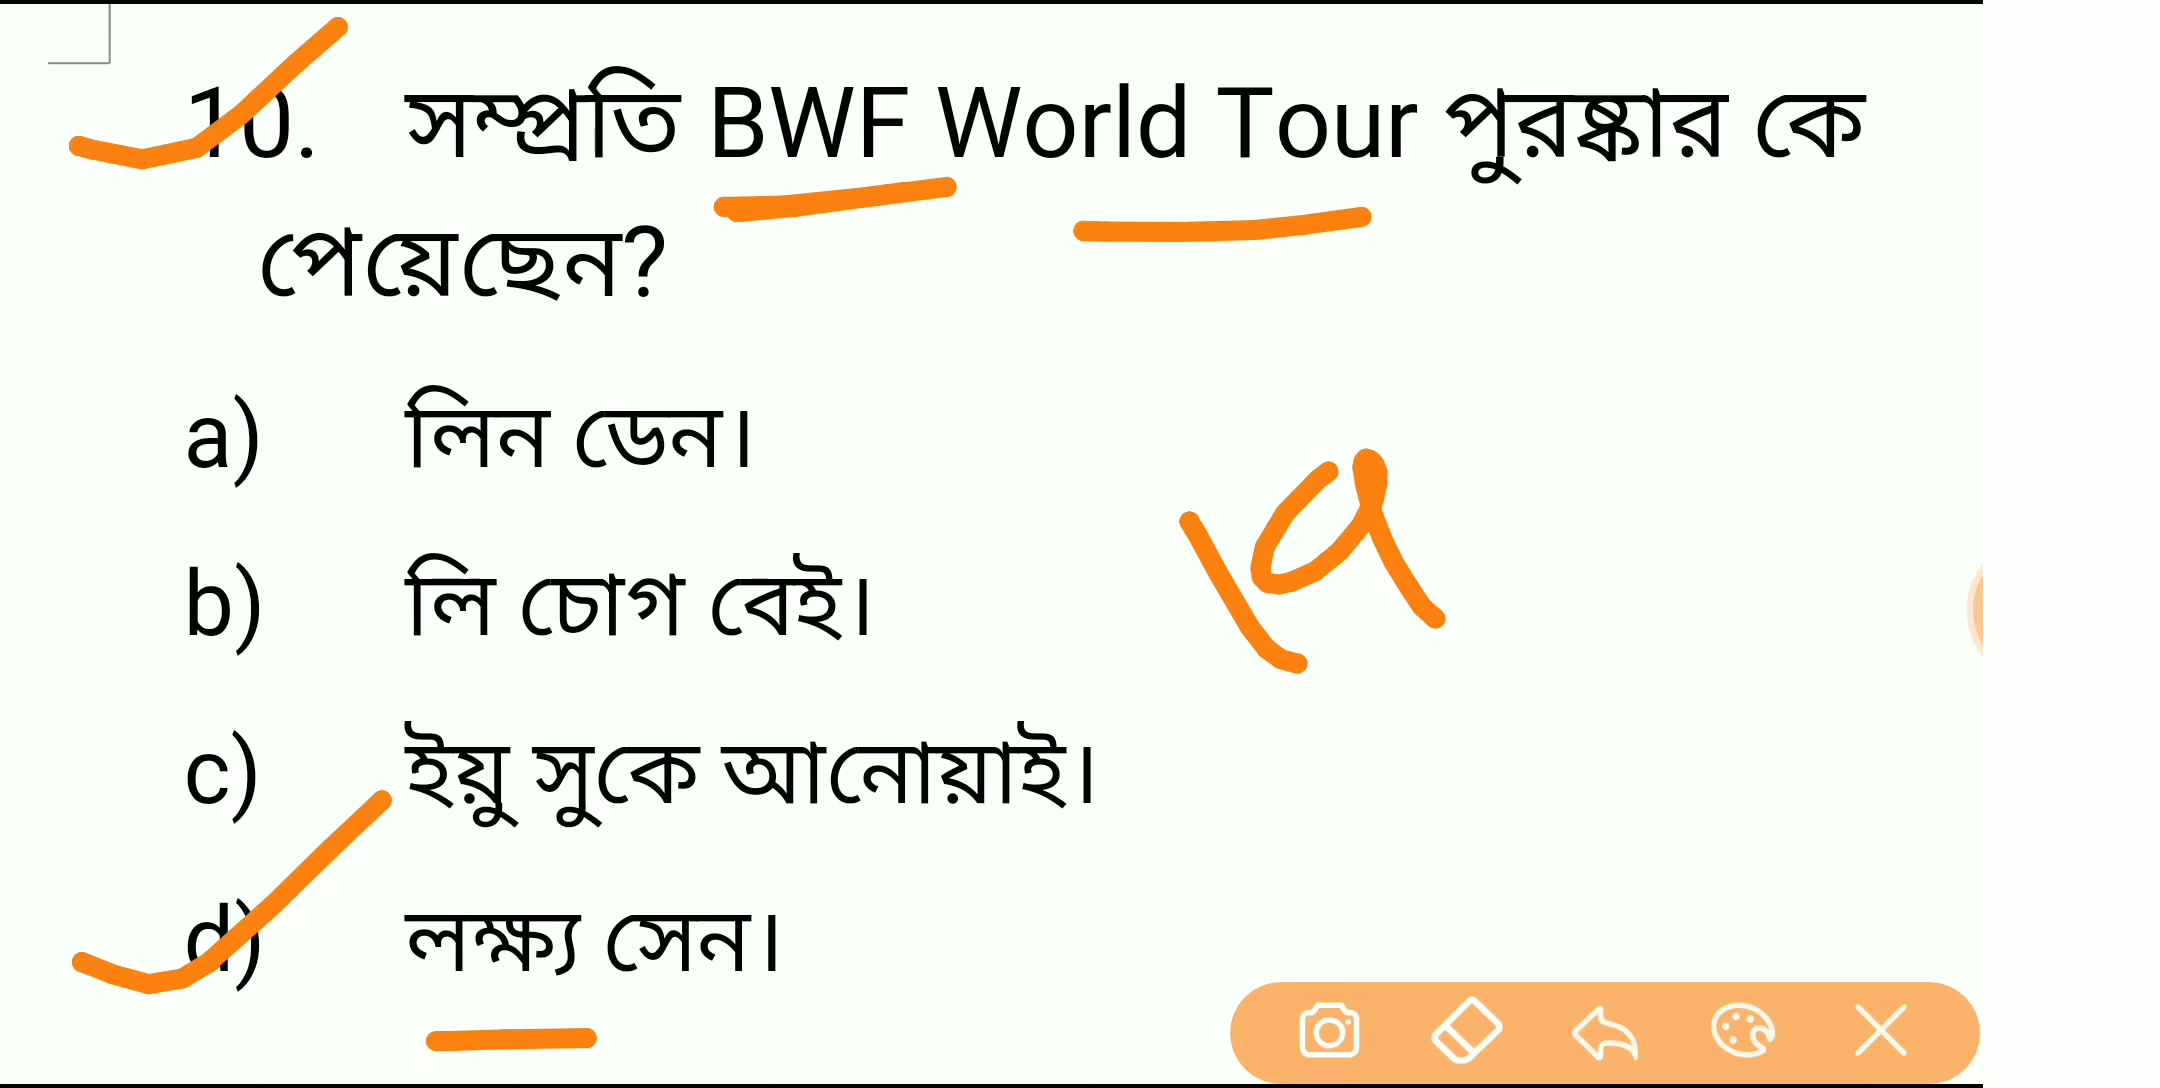 10. সম্প্রতি BWF World Tour পুরষ্কার কে
পেয়েছেন?
a) লিন ডেন।
b) লি চোগ বেই।
c) ইয়ু সুকে আনোয়াই।
d) লক্ষ্য সেন।